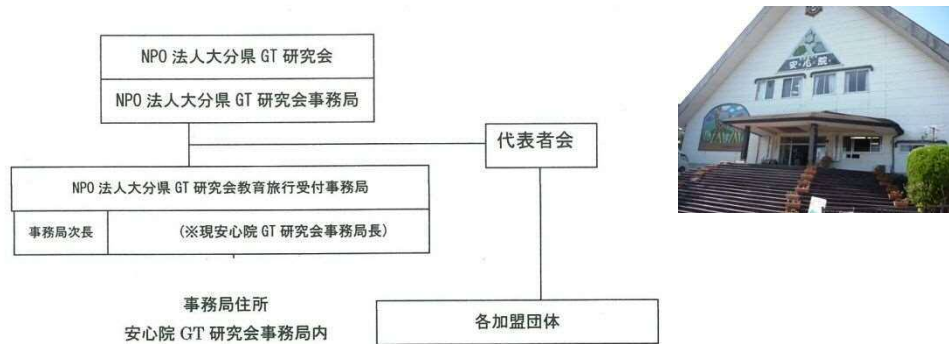 NPO 法人大分県 GT 研究会
NPO 法人大分県 GT 研究会事務局
代表者会
NPO 法人大分県 GT 研究会教育旅行受付事務局
事務局次長
(※現安心院 GT 研究会事務局長)
事務局住所
安心院 GT 研究会事務局内
各加盟団体
安心院